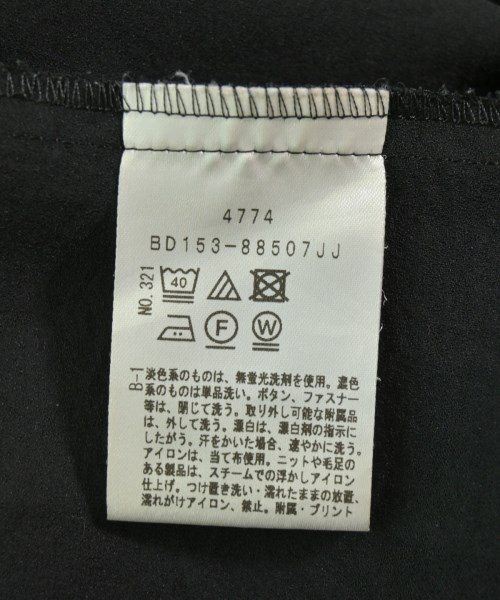 4774
BD153-88507JJ
NO.321
40
F W
B-1
淡色系のものは、無蛍光洗剤を使用。濃色
系のものは単品洗い。ボタン、ファスナー
等は、閉じて洗う。取り外し可能な附属品
は、外して洗う。漂白は、漂白剤の指示に
したがう。汗をかいた場合、速やかに洗う。
アイロンは、当て布使用。ニットや毛足の
ある製品は、スチームでの浮かしアイロン
仕上げ。つけ置き洗い・濡れたままの放置、
濡れがけアイロン、禁止。附属・プリント